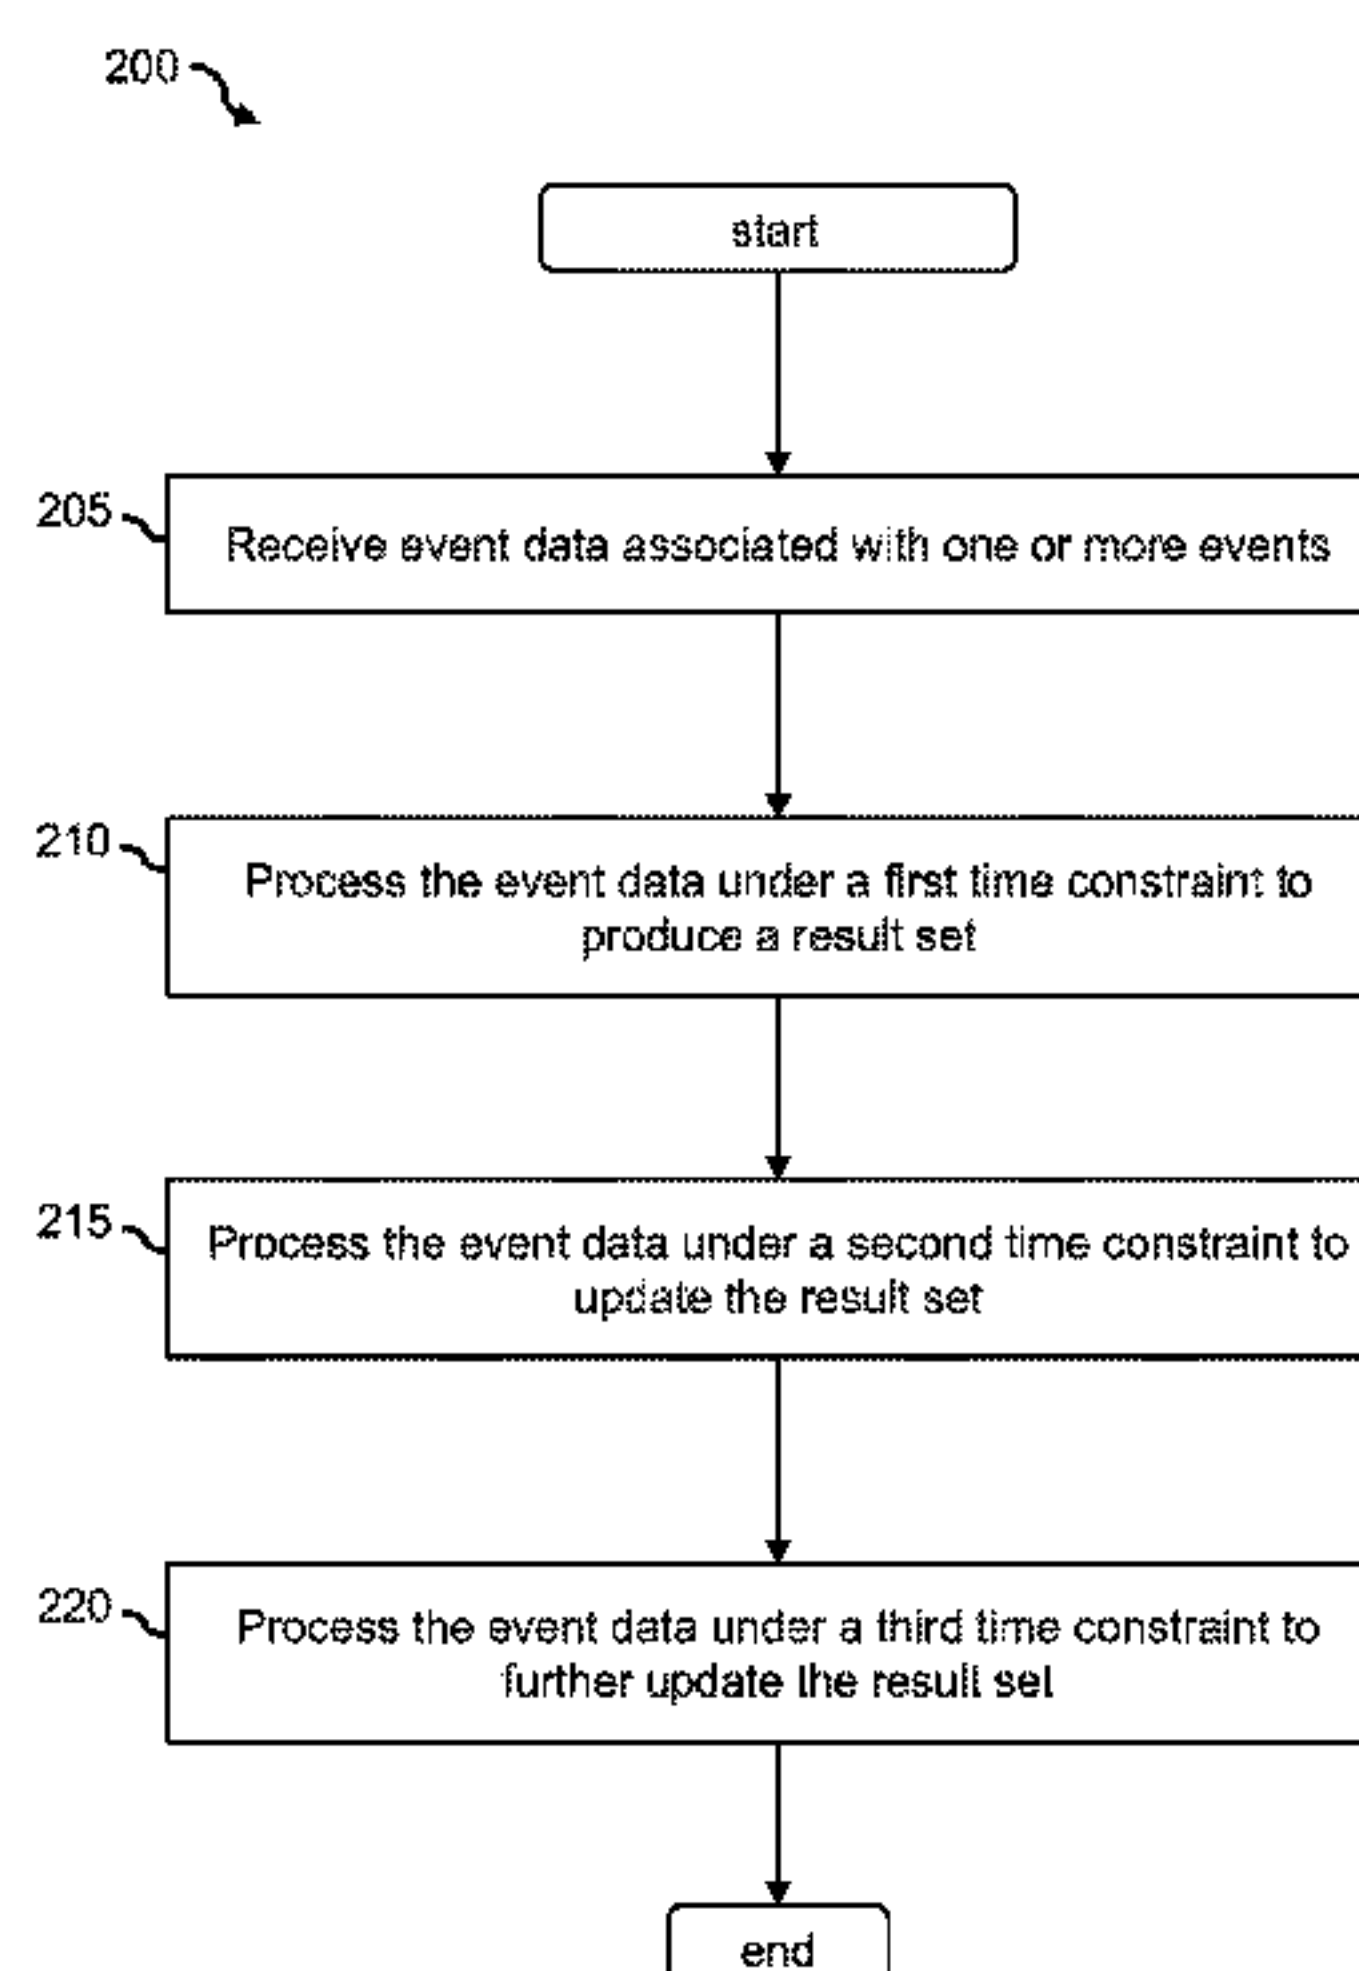 200
start
205
Receive event data associated with one or more events
210
Process the event data under a first time constraint to
produce a result set
215
Process the event data under a second time constraint to
update the result set
220
Process the event data under a third time constraint to
further update the result set
end